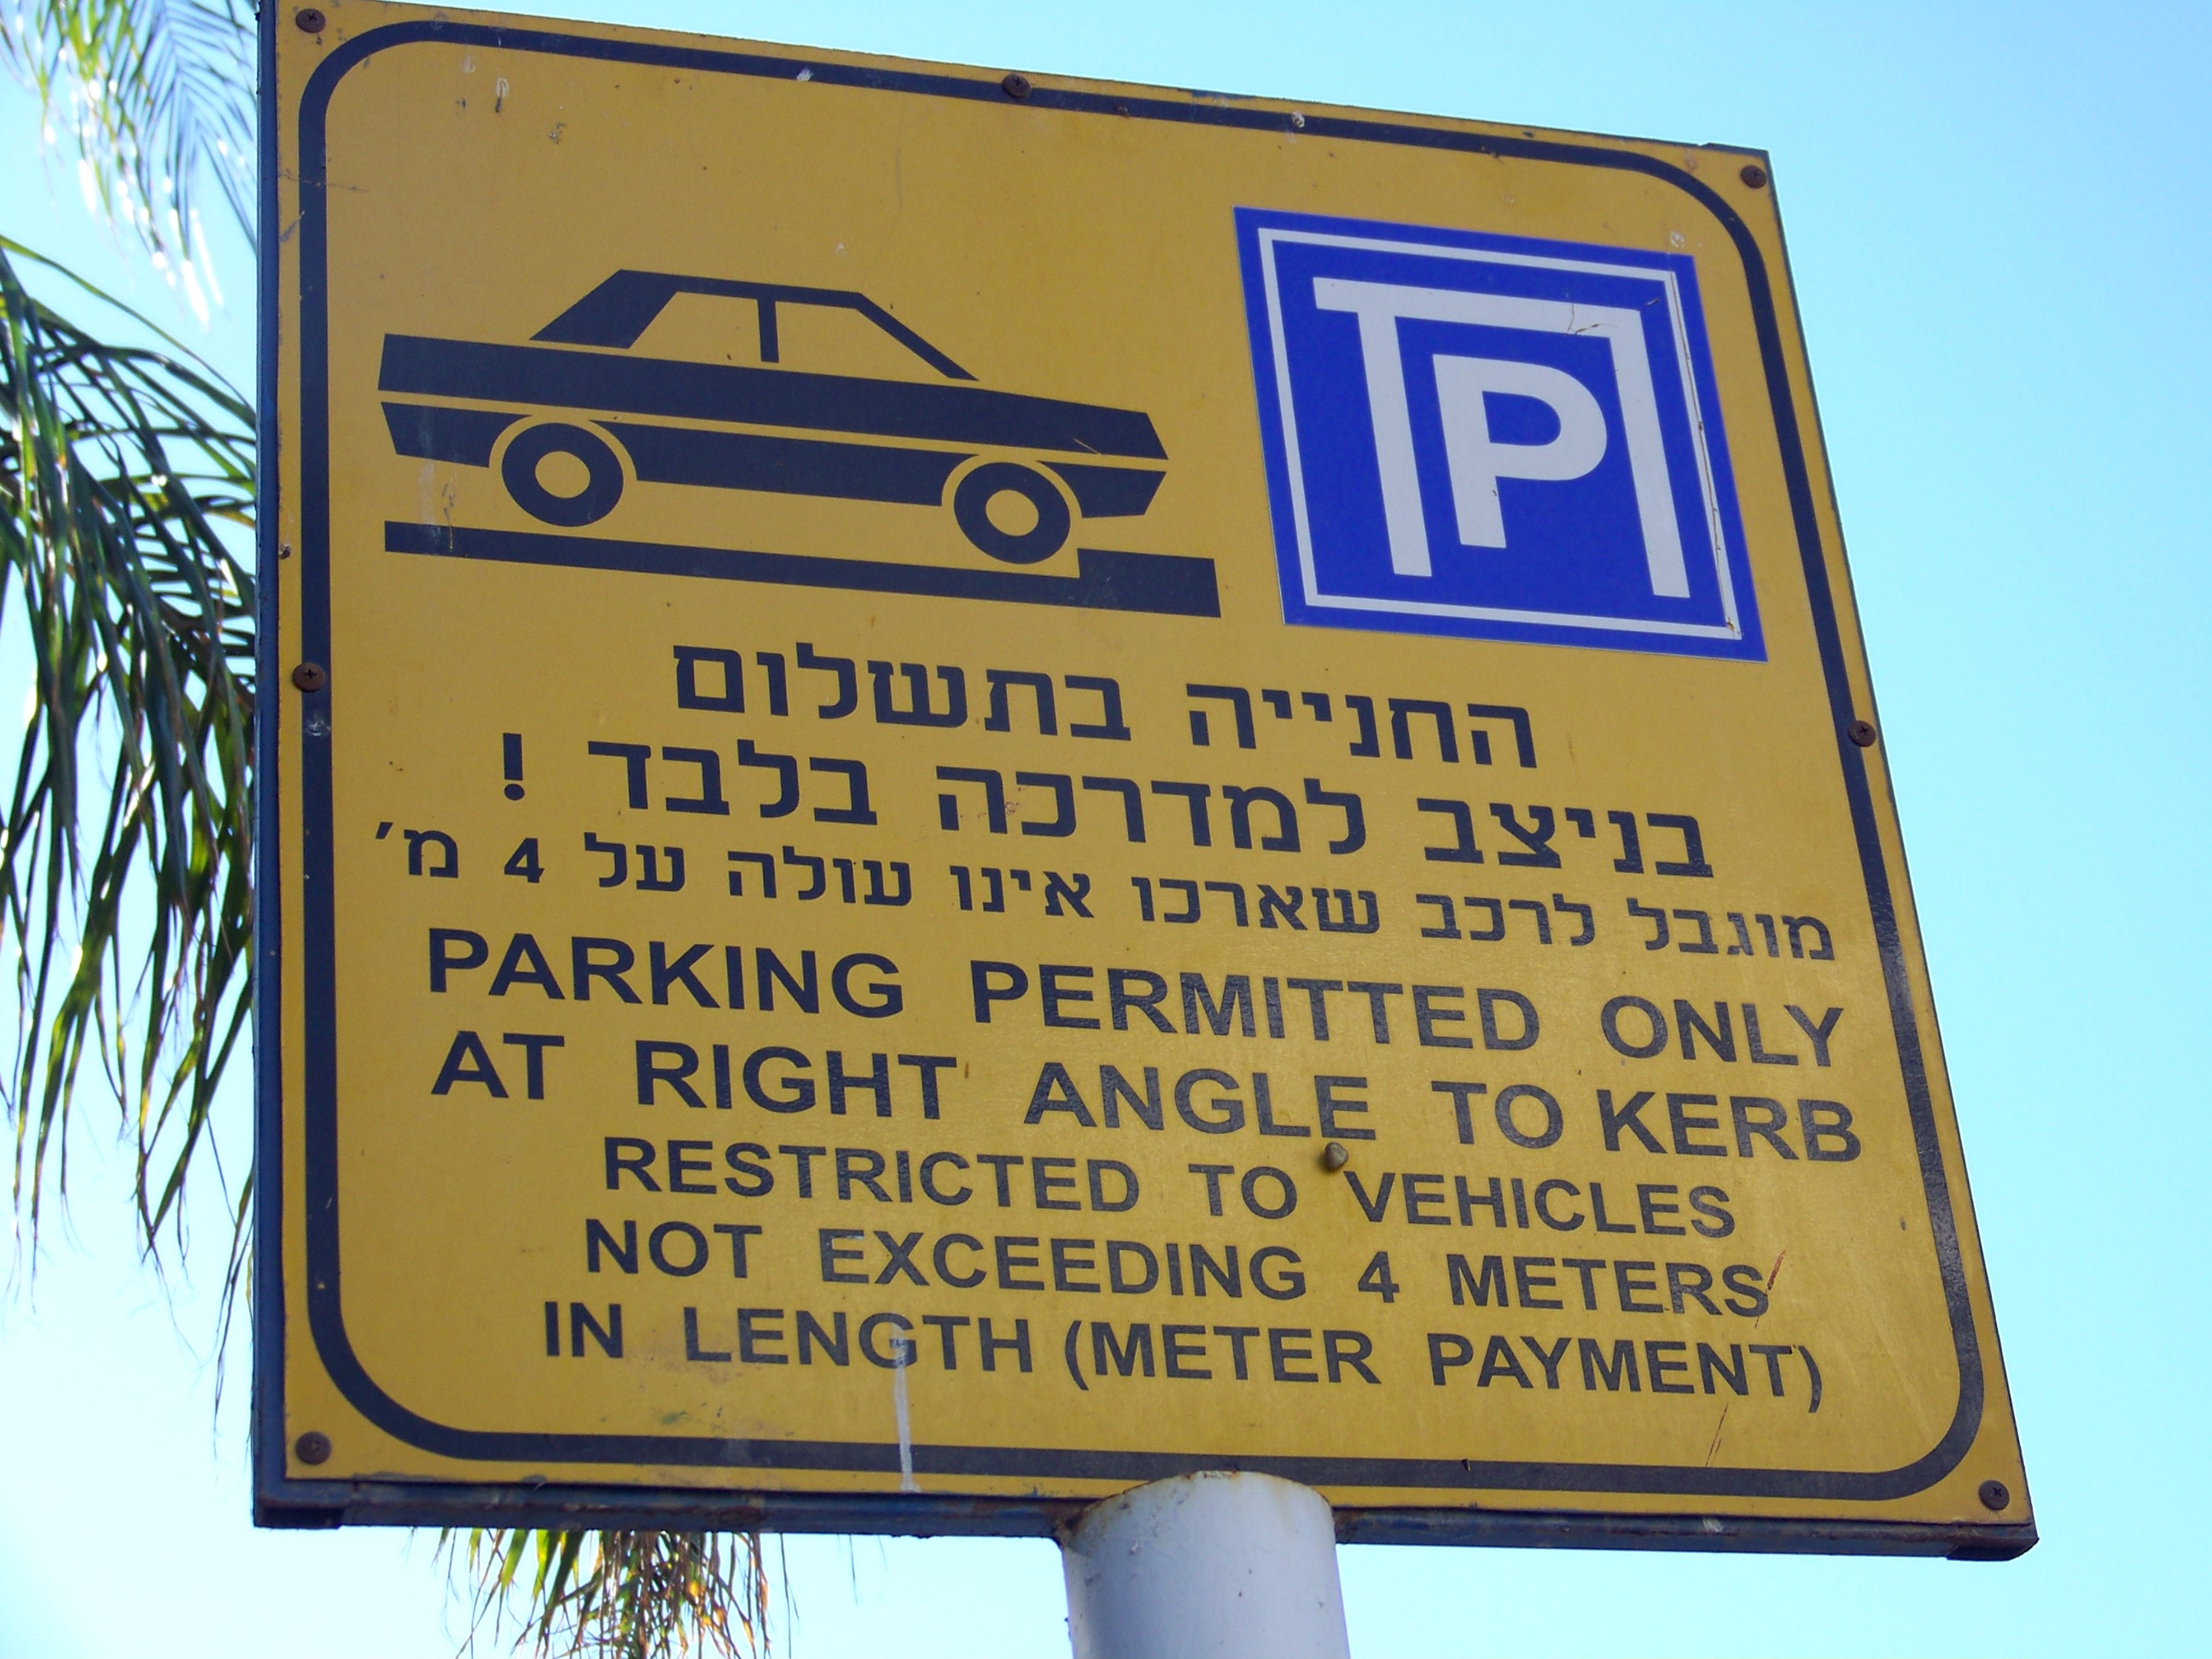 P
החנייה בתשלום
בניצב למדרכה בלבד !
מוגבל לרכב שארכו אינו עולה על 4 מ'
PARKING PERMITTED ONLY
AT RIGHT ANGLE TO KERB
RESTRICTED TO VEHICLES
NOT EXCEEDING 4 METERS
IN LENGTH (METER PAYMENT)